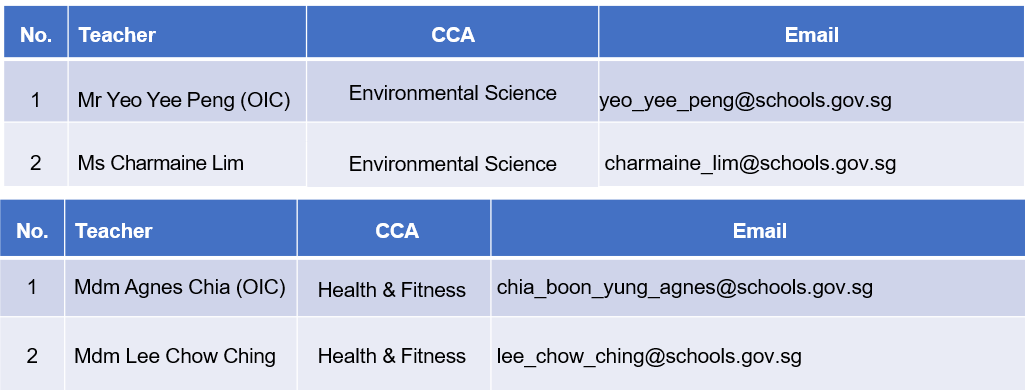 No. Teacher CCA Email
1 Mr Yeo Yee Peng (OIC) Environmental Science yeo_yee_peng@schools.gov.sg
2 Ms Charmaine Lim Environmental Science charmaine_lim@schools.gov.sg
No. Teacher CCA Email
1 Mdm Agnes Chia (OIC) Health & Fitness chia_boon_yung_agnes@schools.gov.sg
2 Mdm Lee Chow Ching Health & Fitness lee_chow_ching@schools.gov.sg